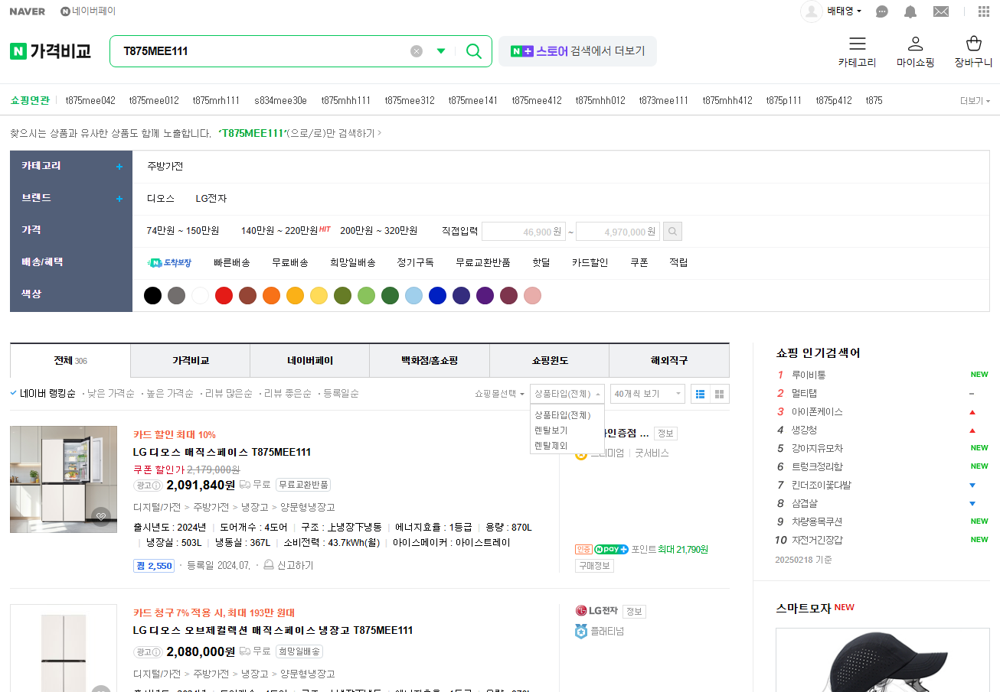 NAVER 네이버페이 배태영
가격비교 T875MEE111 스토어 검색에서 더보기 카테고리 마이쇼핑 장바구니
쇼핑연관 t875mee042 t875mee012 t875mrh111 s834mee30e t875mhh111 t875mee312 t875mee141 t875mee412 t875mhh012 t873mee111 t875mhh412 t875p111 t875p412 t875 더보기
찾으시는 상품과 유사한 상품도 함께 노출합니다. 'T875MEE111'(으로/로)만 검색하기
카테고리 + 주방가전
브랜드 + 디오스 LG전자
가격 74만원 ~ 150만원 140만원 ~ 220만원 HIT 200만원 ~ 320만원 직접입력 46,900 원 ~ 4,970,000 원
배송/혜택 N 도착보장 빠른배송 무료배송 희망일배송 정기구독 무료교환반품 핫딜 카드할인 쿠폰 적립
색상
전체 306 가격비교 네이버페이 백화점/홈쇼핑 쇼핑윈도 해외직구
네이버 랭킹순 · 낮은 가격순 · 높은 가격순 · 리뷰 많은순 · 리뷰 좋은순 · 등록일순 쇼핑몰선택 상품타입(전체) 40개씩 보기
상품타입(전체)
렌탈보기
렌탈제외
카드 할인 최대 10%
LG 디오스 매직스페이스 T875MEE111
쿠폰 할인가 2,179,000원
광고 2,091,840원 무료 무료교환반품
디지털/가전 > 주방가전 > 냉장고 > 양문형냉장고
출시년도 : 2024년 | 도어개수 : 4도어 | 구조 : 상냉장下냉동 | 에너지효율 : 1등급 | 용량 : 870L
| 냉장실 : 503L | 냉동실 : 367L | 소비전력 : 43.7kWh(월) | 아이스메이커 : 아이스트레이
찜 2,550 · 등록일 2024.07. · 신고하기
인증점 ... 정보
굿서비스
인증 N pay+ 포인트 최대 21,790원
구매정보
카드 청구 7% 적용 시, 최대 193만 원대
LG 디오스 오브제컬렉션 매직스페이스 냉장고 T875MEE111
광고 2,080,000원 무료 희망일배송
디지털/가전 > 주방가전 > 냉장고 > 양문형냉장고
LG전자 정보
플래티넘
쇼핑 인기검색어
1 루이비통 NEW
2 멀티탭 –
3 아이폰케이스
4 생강청
5 강아지유모차 NEW
6 트렁크정리함 NEW
7 킨더조이꽃다발
8 삼겹살
9 차량용목쿠션 NEW
10 자전거긴장갑 NEW
20250218 기준
스마트모자 NEW